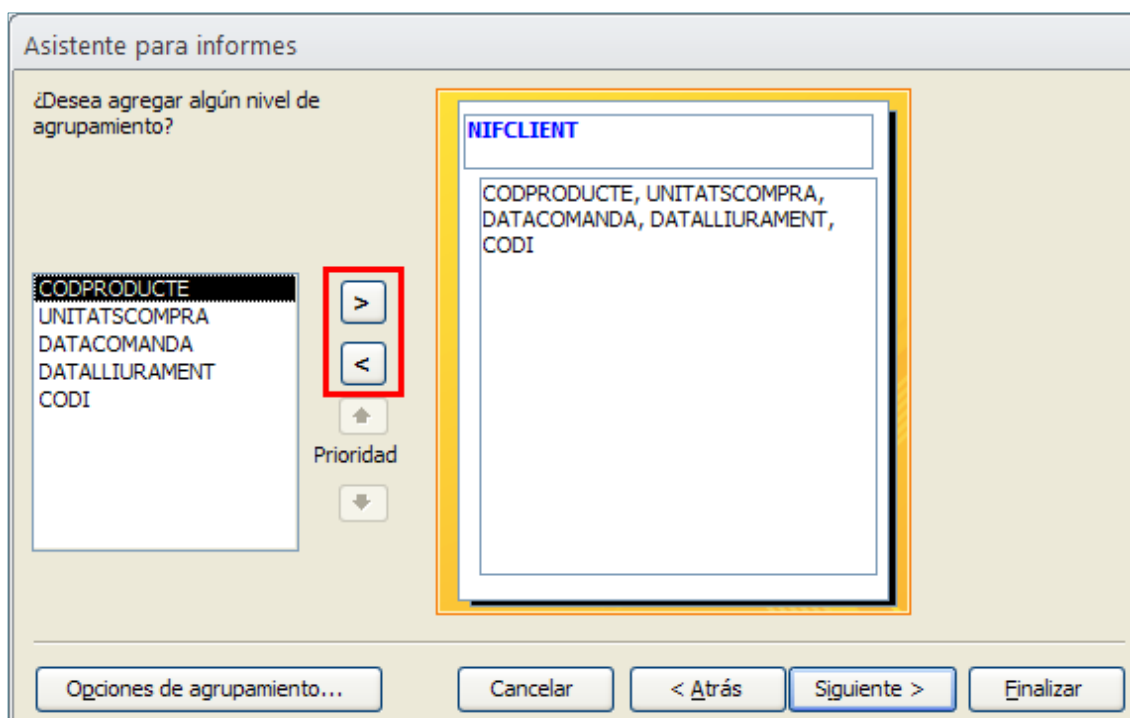 Asistente para informes
¿Desea agregar algún nivel de
agrupamiento?
NIFCLIENT
CODPRODUCTE, UNITATSCOMPRA,
DATACOMANDA, DATALLIURAMENT,
CODI
CODPRODUCTE
UNITATSCOMPRA
DATACOMANDA
DATALLIURAMENT
CODI
>
<
Prioridad
Opciones de agrupamiento...
Cancelar
< Atrás
Siguiente >
Finalizar